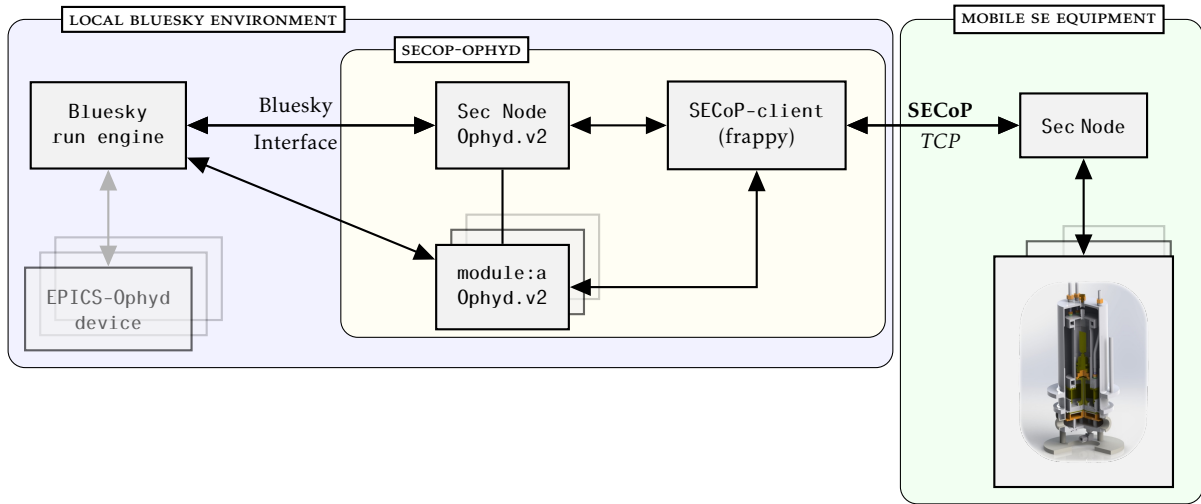 LOCAL BLUESKY ENVIRONMENT
MOBILE SE EQUIPMENT
SECOP-OPHYD
Bluesky
run engine
Bluesky
Interface
Sec Node
Ophyd.v2
SECoP-client
(frappy)
SECoP
TCP
Sec Node
module:a
Ophyd.v2
EPICS-Ophyd
device